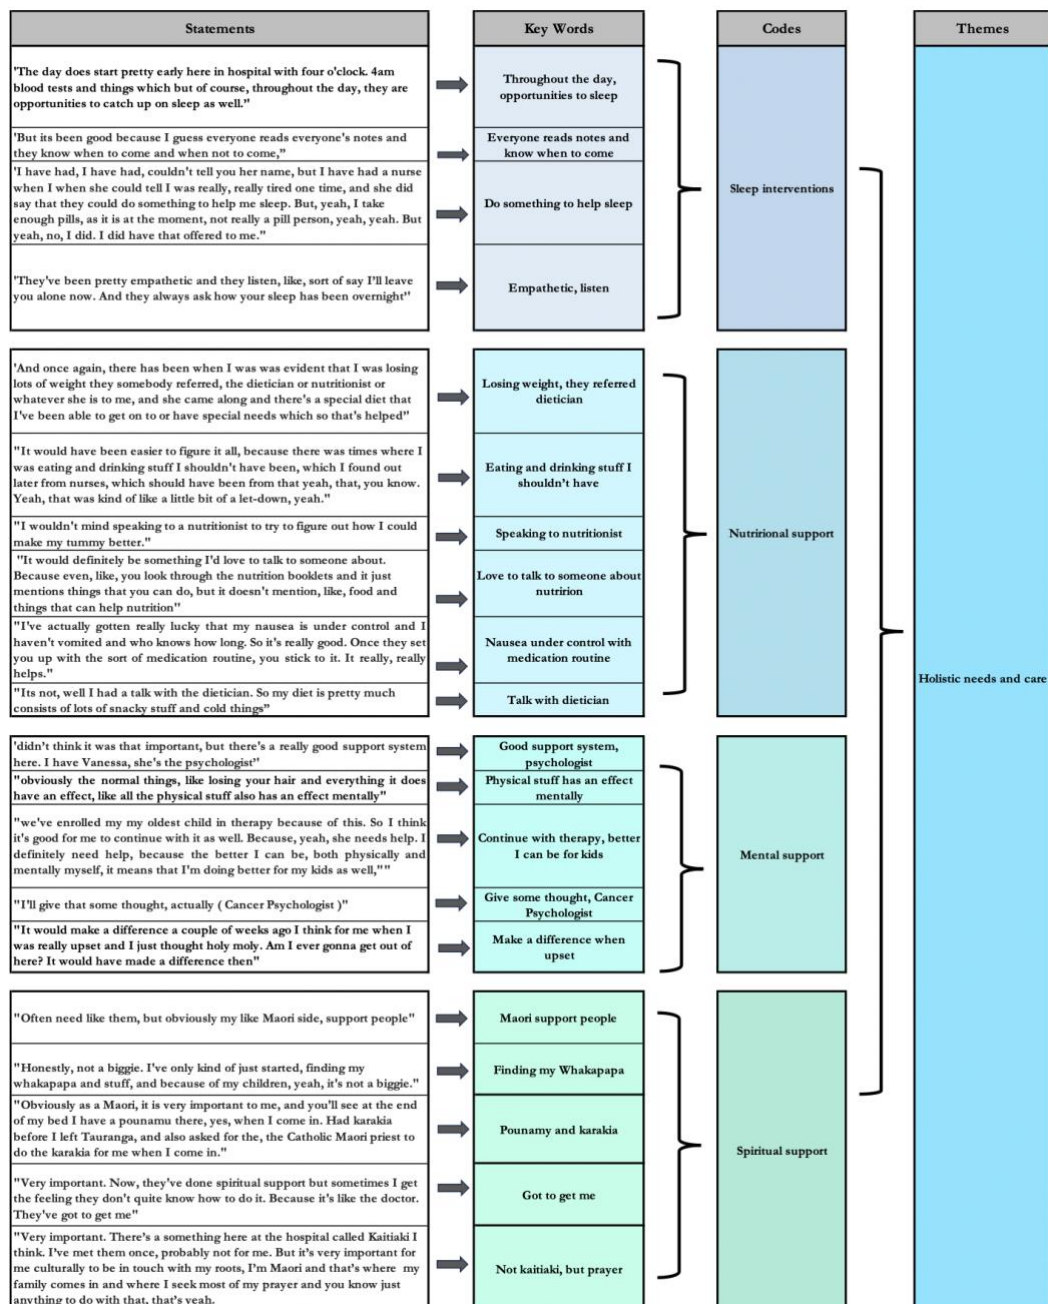 Statements
Key Words
Codes
Themes
'The day does start pretty early here in hospital with four o'clock. 4am
blood tests and things which but of course, throughout the day, they are
opportunities to catch up on sleep as well."
Throughout the day,
opportunities to sleep
'But its been good because I guess everyone reads everyone's notes and
they know when to come and when not to come,"
Everyone reads notes and
know when to come
'I have had, I have had, couldn't tell you her name, but I have had a nurse
when I when she could tell I was really, really tired one time, and she did
say that they could do something to help me sleep. But, yeah, I take
enough pills, as it is at the moment, not really a pill person, yeah, yeah. But
yeah, no, I did. I did have that offered to me."
Do something to help sleep
'They've been pretty empathetic and they listen, like, sort of say I'll leave
you alone now. And they always ask how your sleep has been overnight"
Empathetic, listen
Sleep interventions
'And once again, there has been when I was was evident that I was losing
lots of weight they somebody referred, the dietician or nutritionist or
whatever she is to me, and she came along and there's a special diet that
I've been able to get on to or have special needs which so that's helped"
Losing weight, they referred
dietician
"It would have been easier to figure it all, because there was times where I
was eating and drinking stuff I shouldn't have been, which I found out
later from nurses, which should have been from that yeah, that, you know.
Yeah, that was kind of like a little bit of a let-down, yeah."
Eating and drinking stuff I
shouldn't have
"I wouldn't mind speaking to a nutritionist to try to figure out how I could
make my tummy better."
Speaking to nutritionist
"It would definitely be something I'd love to talk to someone about.
Because even, like, you look through the nutrition booklets and it just
mentions things that you can do, but it doesn't mention, like, food and
things that can help nutrition"
Love to talk to someone about
nutririon
"I've actually gotten really lucky that my nausea is under control and I
haven't vomited and who knows how long. So it's really good. Once they set
you up with the sort of medication routine, you stick to it. It really, really
helps."
Nausea under control with
medication routine
"Its not, well I had a talk with the dietician. So my diet is pretty much
consists of lots of snacky stuff and cold things"
Talk with dietician
Nutrirional support
'didn't think it was that important, but there's a really good support system
here. I have Vanessa, she's the psychologist"
Good support system,
psychologist
"obviously the normal things, like losing your hair and everything it does
have an effect, like all the physical stuff also has an effect mentally"
Physical stuff has an effect
mentally
"we've enrolled my my oldest child in therapy because of this. So I think
it's good for me to continue with it as well. Because, yeah, she needs help. I
definitely need help, because the better I can be, both physically and
mentally myself, it means that I'm doing better for my kids as well,""
Continue with therapy, better
I can be for kids
"I'll give that some thought, actually ( Cancer Psychologist )"
Give some thought, Cancer
Psychologist
"It would make a difference a couple of weeks ago I think for me when I
was really upset and I just thought holy moly. Am I ever gonna get out of
here? It would have made a difference then"
Make a difference when
upset
Mental support
"Often need like them, but obviously my like Maori side, support people"
Maori support people
"Honestly, not a biggie. I've only kind of just started, finding my
whakapapa and stuff, and because of my children, yeah, it's not a biggie."
Finding my Whakapapa
"Obviously as a Maori, it is very important to me, and you'll see at the end
of my bed I have a pounamu there, yes, when I come in. Had karakia
before I left Tauranga, and also asked for the, the Catholic Maori priest to
do the karakia for me when I come in."
Pounamy and karakia
"Very important. Now, they've done spiritual support but sometimes I get
the feeling they don't quite know how to do it. Because it's like the doctor.
They've got to get me"
Got to get me
"Very important. There's a something here at the hospital called Kaitiaki I
think. I've met them once, probably not for me. But it's very important for
me culturally to be in touch with my roots, I'm Maori and that's where my
family comes in and where I seek most of my prayer and you know just
anything to do with that, that's yeah.
Not kaitiaki, but prayer
Spiritual support
Holistic needs and care